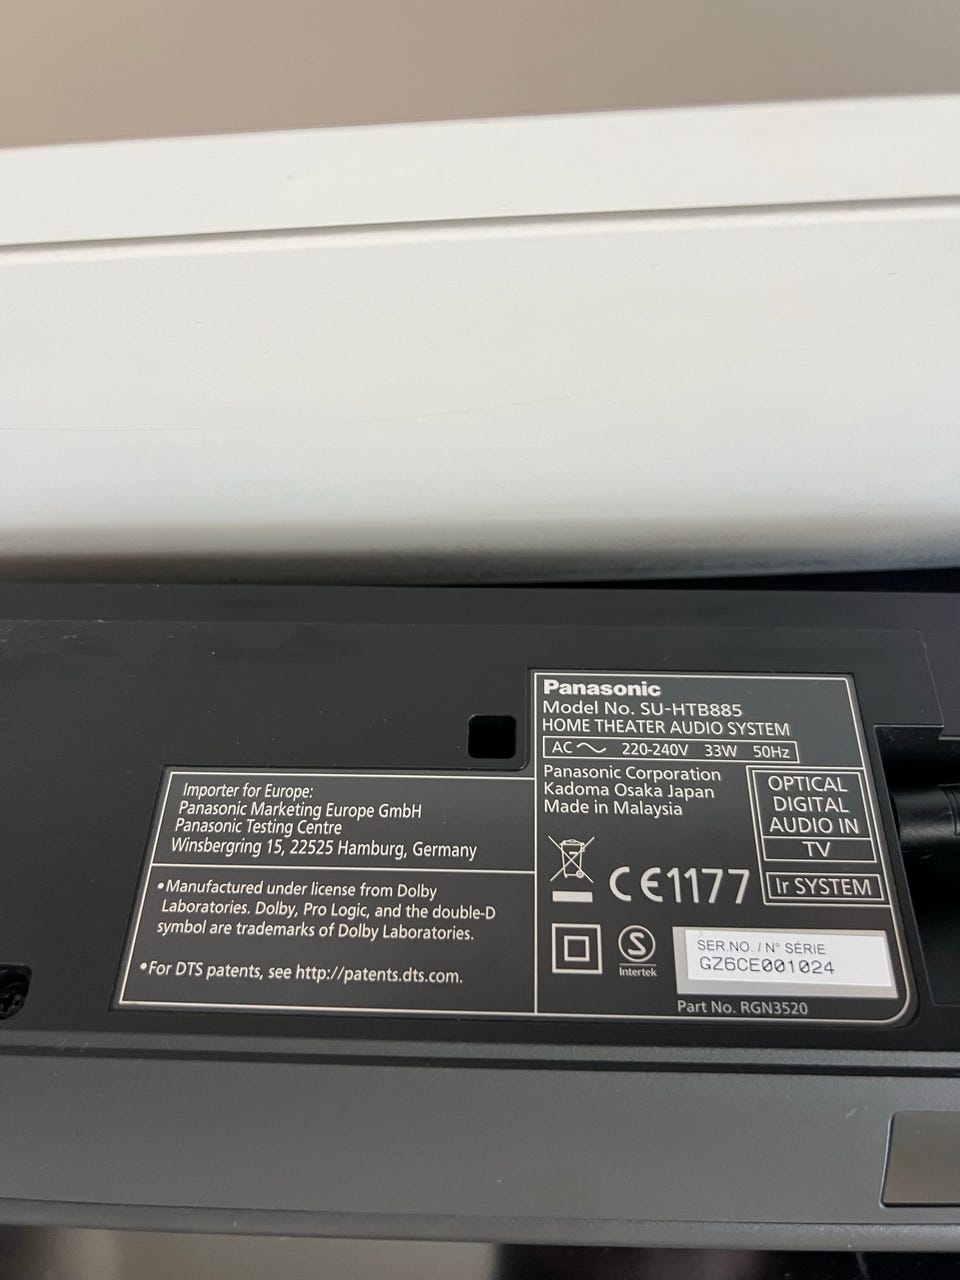 Panasonic
Model No. SU-HTB885
HOME THEATER AUDIO SYSTEM
AC 220-240V 33W 50Hz
Panasonic Corporation
Kadoma Osaka Japan
Made in Malaysia
OPTICAL
DIGITAL
AUDIO IN
TV
Ir SYSTEM
CE1177
S
Intertek
SER.NO. / N° SÉRIE
GZ6CE001024
Part No. RGN3520
Importer for Europe:
Panasonic Marketing Europe GmbH
Panasonic Testing Centre
Winsbergring 15, 22525 Hamburg, Germany
•Manufactured under license from Dolby
Laboratories. Dolby, Pro Logic, and the double-D
symbol are trademarks of Dolby Laboratories.
•For DTS patents, see http://patents.dts.com.